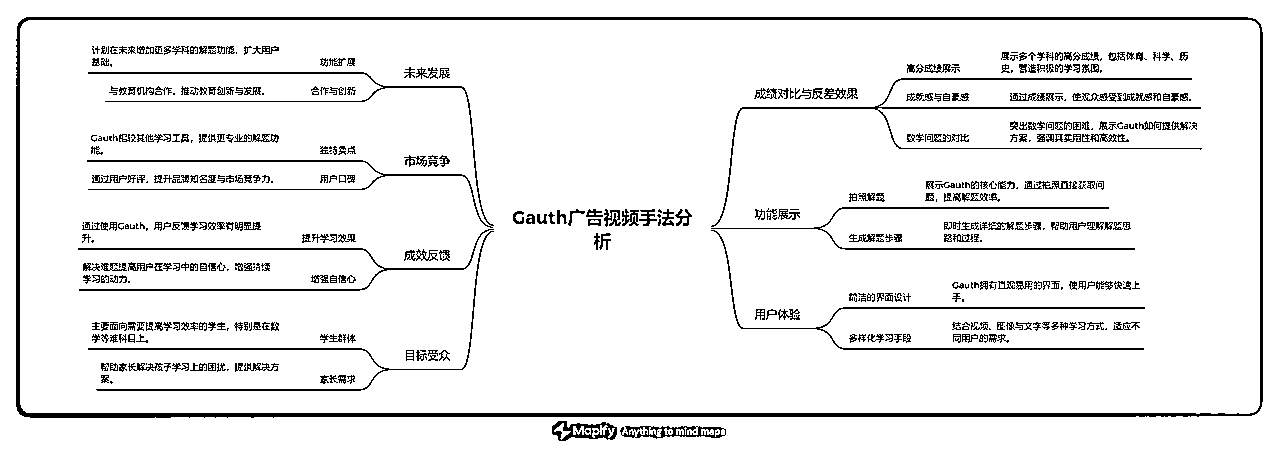 Gauth广告视频手法分
析
成绩对比与反差效果
高分成绩展示
展示多个学科的高分成绩，包括体育、科学、历
史，营造积极的学习氛围。
成就感与自豪感
通过成绩展示，使观众感受到成就感和自豪感。
数学问题的对比
突出数学问题的困难，展示Gauth如何提供解决
方案，强调其实用性和高效性。
功能展示
拍照解题
展示Gauth的核心能力，通过拍照直接获取问
题，提高解题效率。
生成解题步骤
即时生成详细的解题步骤，帮助用户理解解题思
路和过程。
用户体验
简洁的界面设计
Gauth拥有直观易用的界面，使用户能够快速上
手。
多样化学习手段
结合视频、图像与文字等多种学习方式，适应不
同用户的需求。
未来发展
功能扩展
计划在未来增加更多学科的解题功能，扩大用户
基础。
合作与创新
与教育机构合作，推动教育创新与发展。
市场竞争
独特卖点
Gauth相较其他学习工具，提供更专业的解题功
能。
用户口碑
通过用户好评，提升品牌知名度与市场竞争力。
成效反馈
提升学习效果
通过使用Gauth，用户反馈学习效率有明显提
升。
增强自信心
解决难题提高用户在学习中的自信心，增强持续
学习的动力。
目标受众
学生群体
主要面向需要提高学习效率的学生，特别是在数
学等难科目上。
家长需求
帮助家长解决孩子学习上的困扰，提供解决方
案。
Mapify Anything to mind maps